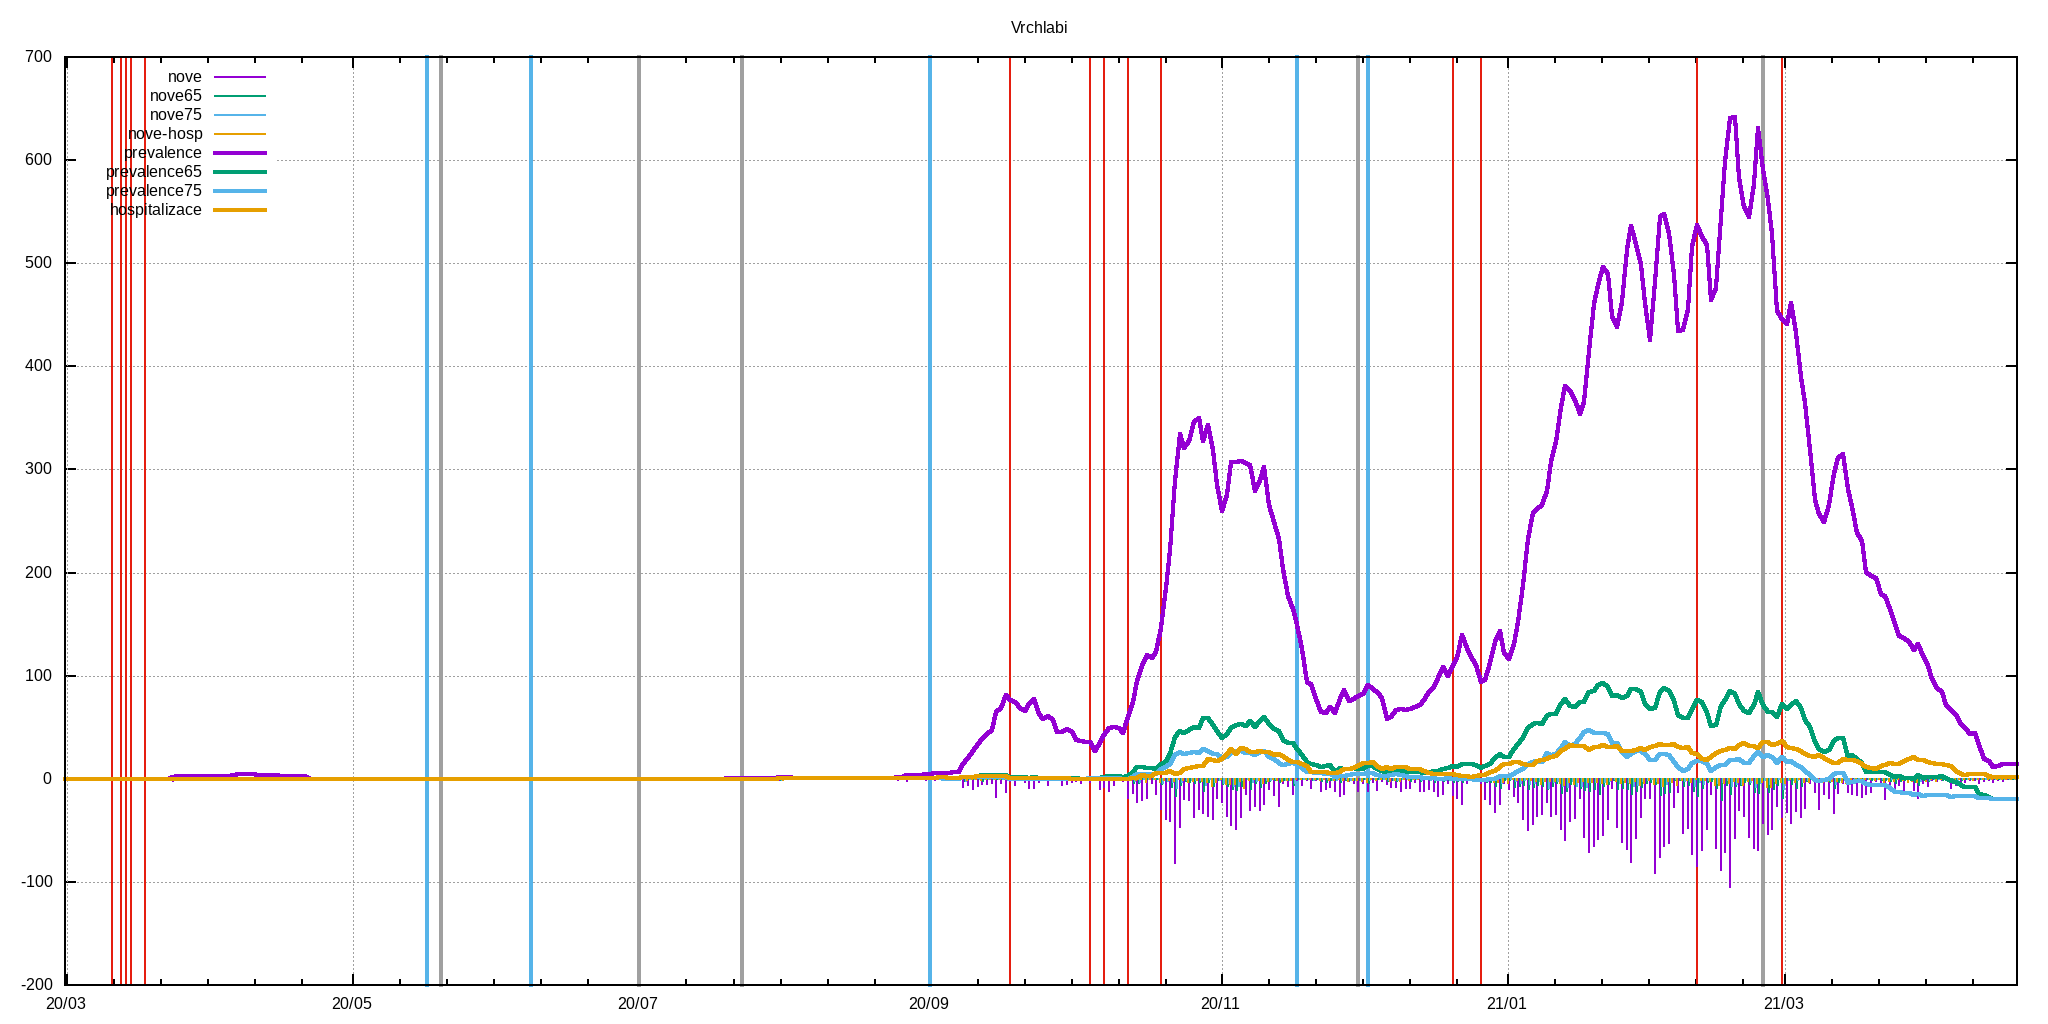 Vrchlabi
700
600
500
400
300
200
100
0
-100
-200
nove
nove65
nove75
nove-hosp
prevalence
prevalence65
prevalence75
hospitalizace
20/03
20/05
20/07
20/09
20/11
21/01
21/03